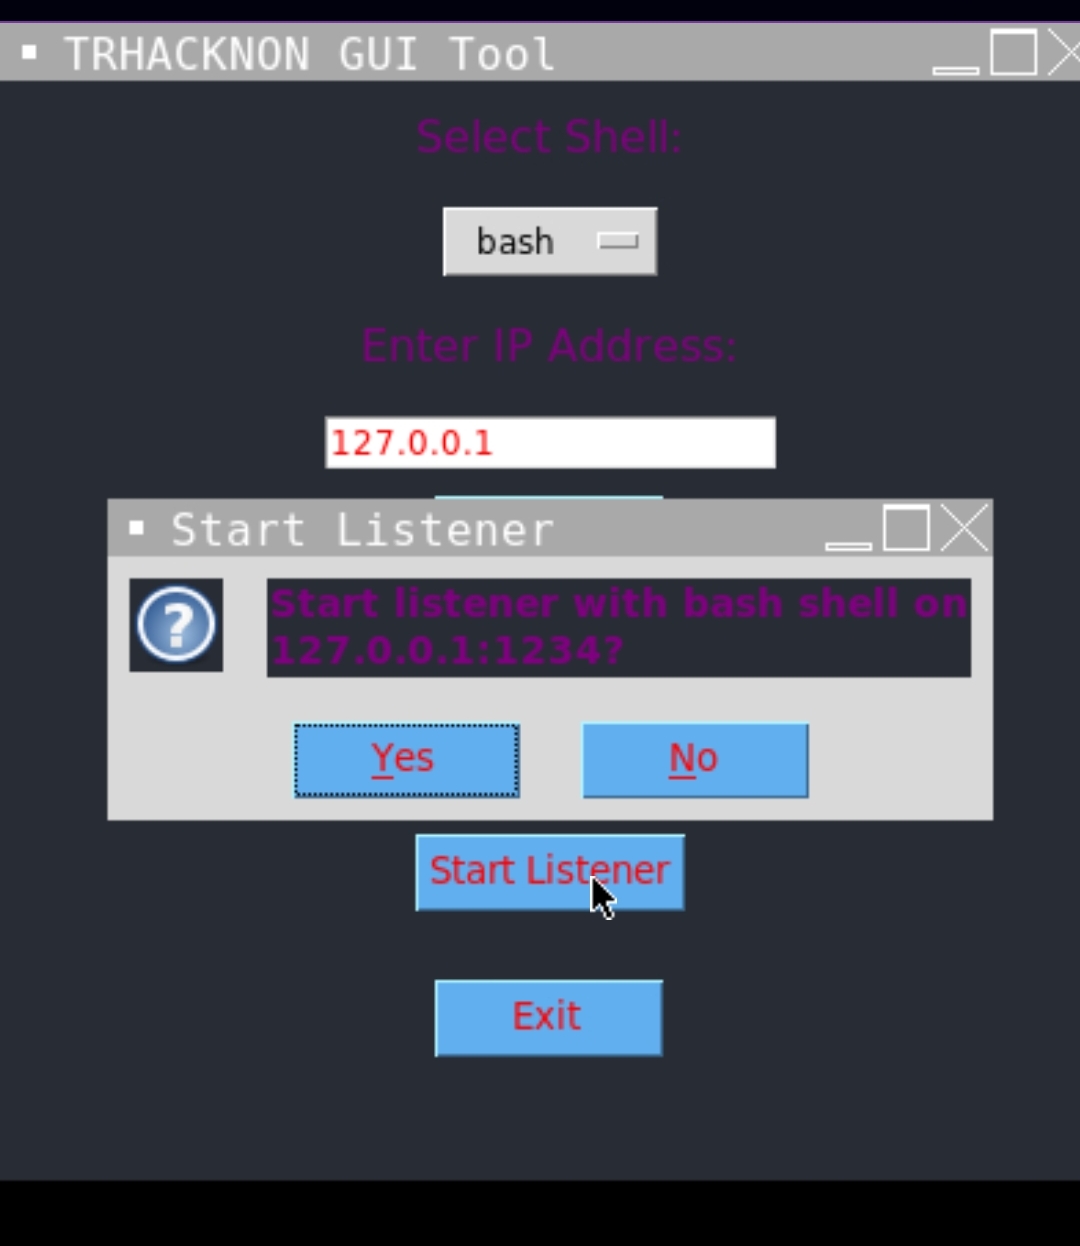 TRHACKNON GUI Tool
Select Shell:
bash
Enter IP Address:
127.0.0.1
Start Listener
Start listener with bash shell on
127.0.0.1:1234?
Yes
No
Start Listener
Exit